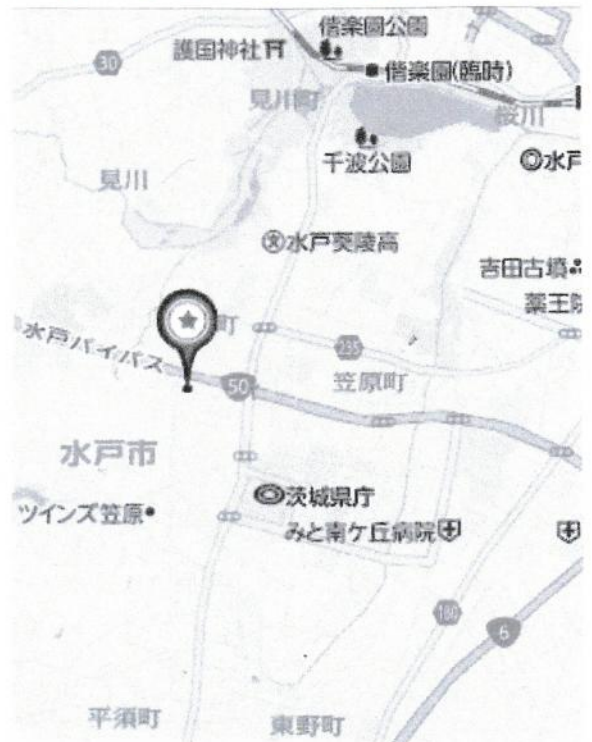 偕楽園公園
護国神社
30
偕楽園(臨時)
見川町
桜川
千波公園
見川
水戸
水戸葵陵高
吉田古墳
薬王院
町
235
水戸バイパス
50
笠原町
水戸市
茨城県庁
ツインズ笠原
みと南ケ丘病院
180
6
平須町
東野町